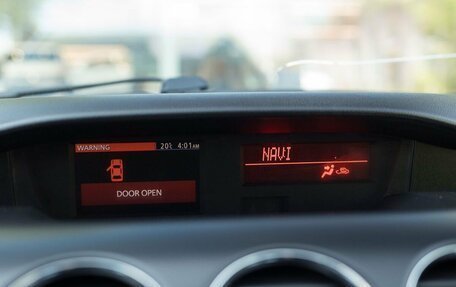 WARNING 20℃ 4:01AM
DOOR OPEN
NAVI